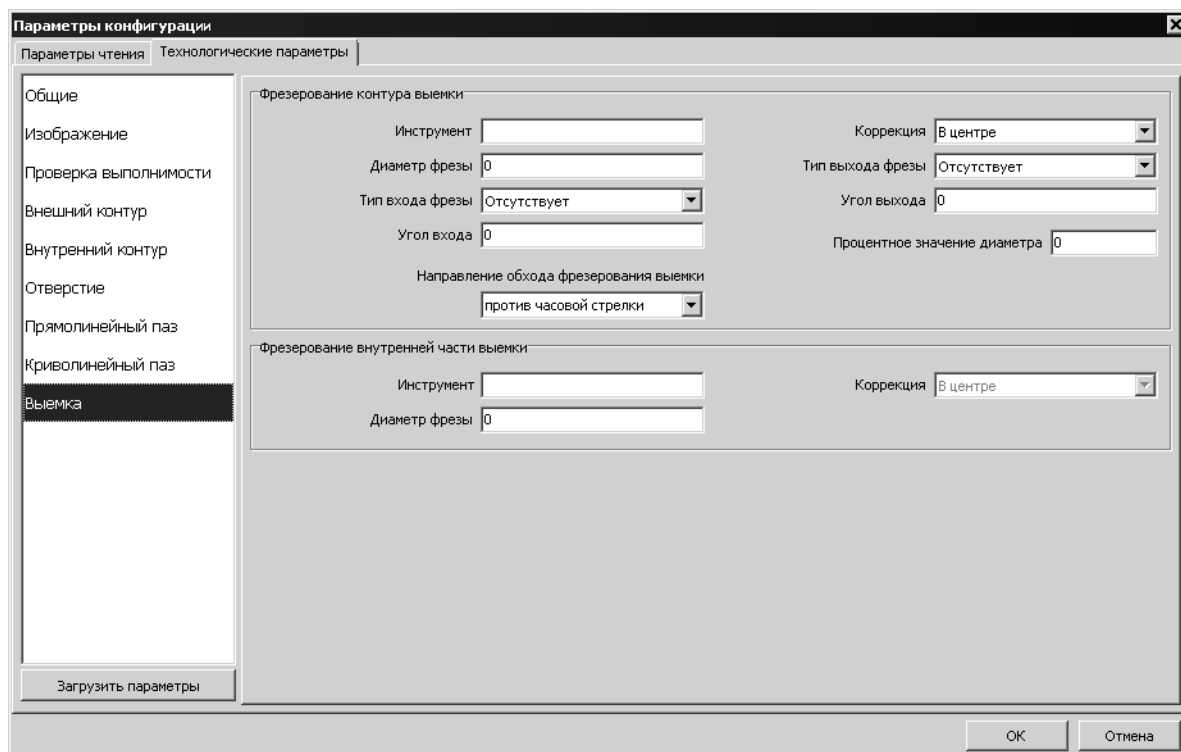 Параметры конфигурации
Параметры чтения
Технологические параметры
Общие
Изображение
Проверка выполнимости
Внешний контур
Внутренний контур
Отверстие
Прямолинейный паз
Криволинейный паз
Выемка
Загрузить параметры
Фрезерование контура выемки
Инструмент
Коррекция В центре
Диаметр фрезы 0
Тип выхода фрезы Отсутствует
Тип входа фрезы Отсутствует
Угол выхода 0
Угол входа 0
Процентное значение диаметра 0
Направление обхода фрезерования выемки
против часовой стрелки
Фрезерование внутренней части выемки
Инструмент
Коррекция В центре
Диаметр фрезы 0
ОК
Отмена